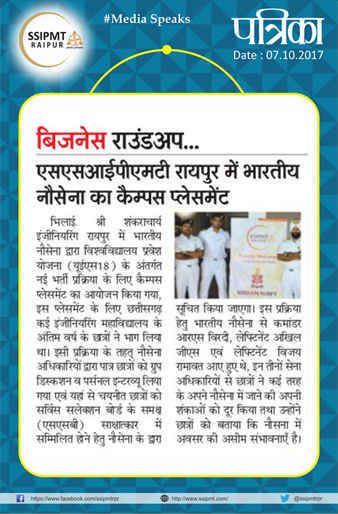 SSIPMT
RAIPUR
#Media Speaks
पत्रिका
Date : 07.10.2017
बिजनेस राउंडअप...
एसएसआईपीएमटी रायपुर में भारतीय
नौसेना का कैम्पस प्लेसमेंट
भिलाई. श्री शंकराचार्य
इंजीनियरिंग रायपुर में भारतीय
नौसेना द्वारा विश्वविद्यालय प्रवेश
योजना (यूईएस18) के अंतर्गत
नई भर्ती प्रक्रिया के लिए कैम्पस
प्लेसमेंट का आयोजन किया गया,
इस प्लेसमेंट के लिए छत्तीसगढ़
कई इंजीनियरिंग महाविद्यालय के
अंतिम वर्ष के छात्रों ने भाग लिया
था। इसी प्रक्रिया के तहत् नौसेना
अधिकारियों द्वारा पात्र छात्रों को ग्रुप
डिस्कशन व पर्सनल इन्टरव्यू लिया
गया एवं यहां से चयनीत छात्रों को
सर्विस सलेक्शन बोर्ड के समक्ष
(एसएसबी) साक्षात्कार में
सम्मिलित होने हेतु नौसेना के द्वारा
सूचित किया जाएगा। इस प्रक्रिया
हेतु भारतीय नौसेना से कमांडर
आरएस विरदी, लेफ्टिनेंट अखिल
जीएस एवं लेफ्टिनेंट विजय
रामावत आए हुए थे, इन तीनों सेना
अधिकारियों से छात्रों ने कई तरह
के अपने नौसेना में जाने की अपनी
शंकाओं को दूर किया तथा उन्होंने
छात्रों को बताया कि नौसना में
अवसर की असीम संभावनाएँ है।
https://www.facebook.com/ssipmtrpr
http://www.ssipmt.com/
@ssipmtrpr